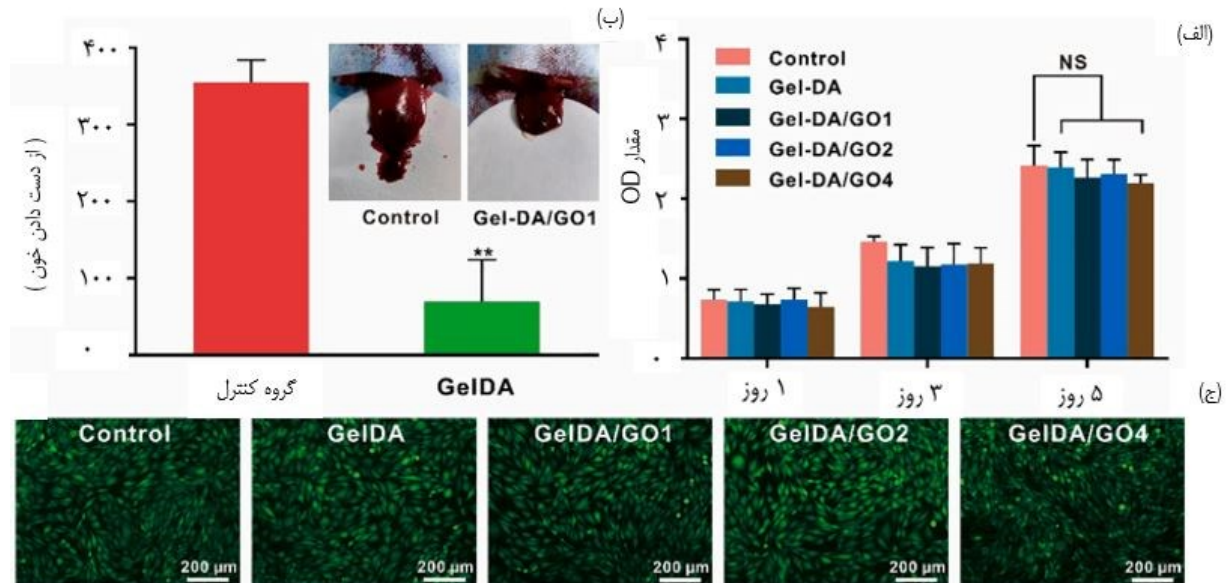 (الف)
مقدار OD
۴
۳
۲
۱
۰
Control
Gel-DA
Gel-DA/GO1
Gel-DA/GO2
Gel-DA/GO4
NS
۱ روز
۳ روز
۵ روز
(ب)
( از دست دادن خون )
۴۰۰
۳۰۰
۲۰۰
۱۰۰
۰
Control
Gel-DA/GO1
**
گروه کنترل
GelDA
(ج)
Control
GelDA
GelDA/GO1
GelDA/GO2
GelDA/GO4
200 µm
200 µm
200 µm
200 µm
200 µm